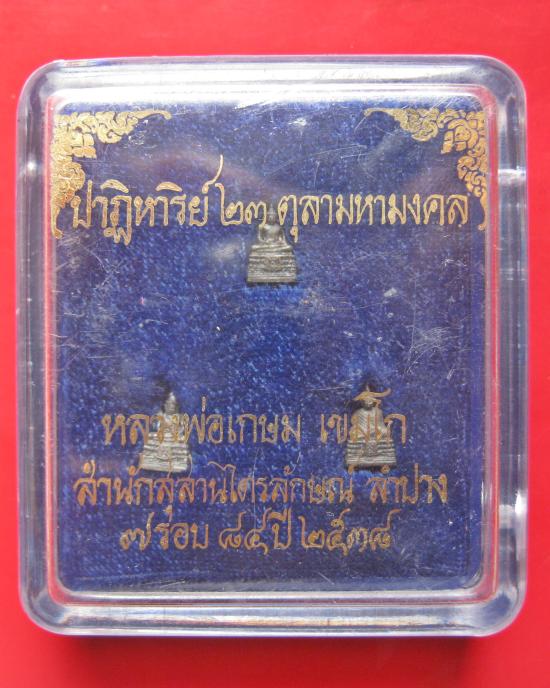 ปาฏิหาริย์ ๒๓ ตุลามหามงคล
หลวงพ่อเกษม เขมโก
สำนักสุสานไตรลักษณ์ ลำปาง
๗ รอบ ๘๔ ปี ๒๕๓๘